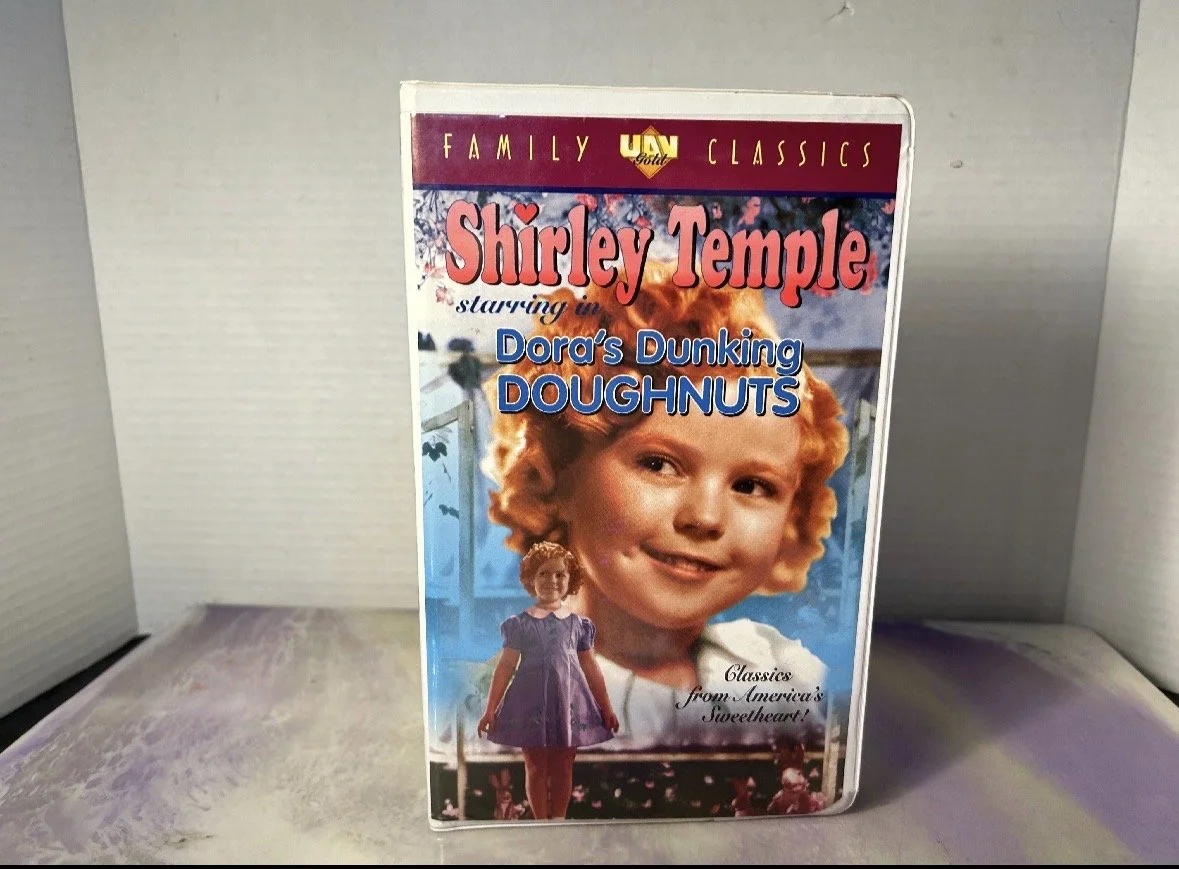 FAMILY UAV Gold CLASSICS
Shirley Temple
starring in
Dora's Dunking
DOUGHNUTS
Classics
from America's
Sweetheart!